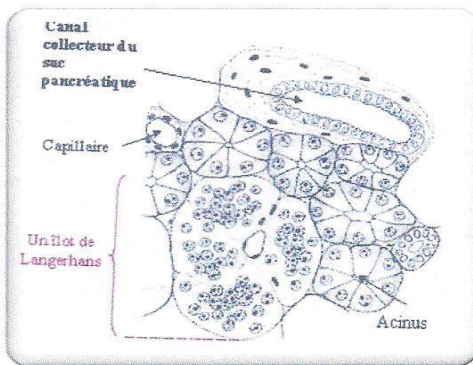 Canal
collecteur du
suc
pancréatique
Capillaire
Un îlot de
Langerhans
Acinus